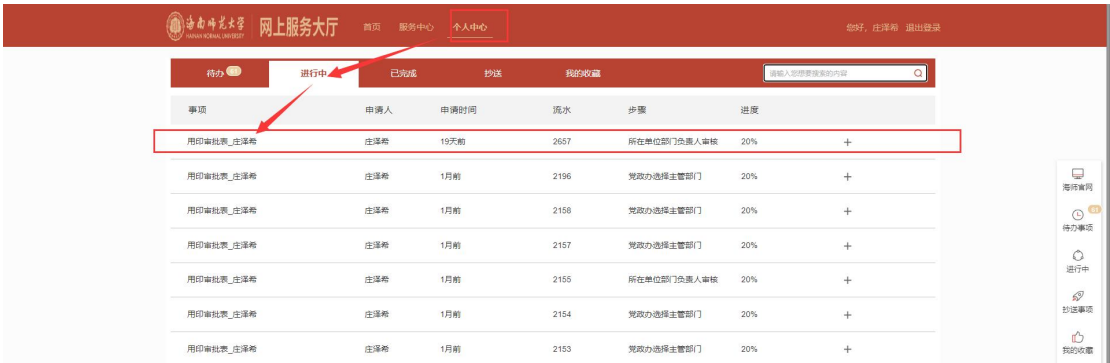 海南师范大学 网上服务大厅 首页 服务中心 个人中心 您好，庄泽希 退出登录
HAINAN NORMAL UNIVERSITY
待办 进行中 已完成 抄送 我的收藏 请输入您想要搜索的内容
事项 申请人 申请时间 流水 步骤 进度
用印审批表_庄泽希 庄泽希 19天前 2657 所在单位部门负责人审核 20% +
用印审批表_庄泽希 庄泽希 1月前 2196 党政办选择主管部门 20% +
用印审批表_庄泽希 庄泽希 1月前 2158 党政办选择主管部门 20% +
用印审批表_庄泽希 庄泽希 1月前 2157 党政办选择主管部门 20% +
用印审批表_庄泽希 庄泽希 1月前 2155 所在单位部门负责人审核 20% +
用印审批表_庄泽希 庄泽希 1月前 2154 党政办选择主管部门 20% +
用印审批表_庄泽希 庄泽希 1月前 2153 党政办选择主管部门 20% +
海师官网
待办事项
进行中
抄送事项
我的收藏